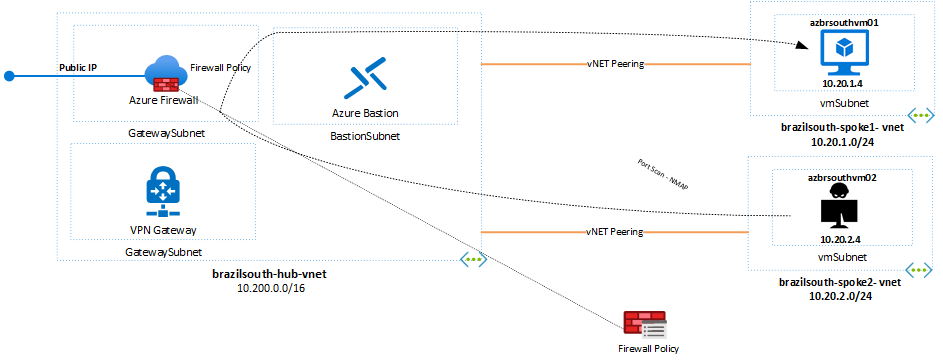 Public IP
Firewall Policy
Azure Firewall
GatewaySubnet
Azure Bastion
BastionSubnet
VPN Gateway
GatewaySubnet
brazilsouth-hub-vnet
10.200.0.0/16
vNET Peering
vNET Peering
Port Scan - NMAP
azbrsouthvm01
10.20.1.4
vmSubnet
brazilsouth-spoke1- vnet
10.20.1.0/24
azbrsouthvm02
10.20.2.4
vmSubnet
brazilsouth-spoke2- vnet
10.20.2.0/24
Firewall Policy